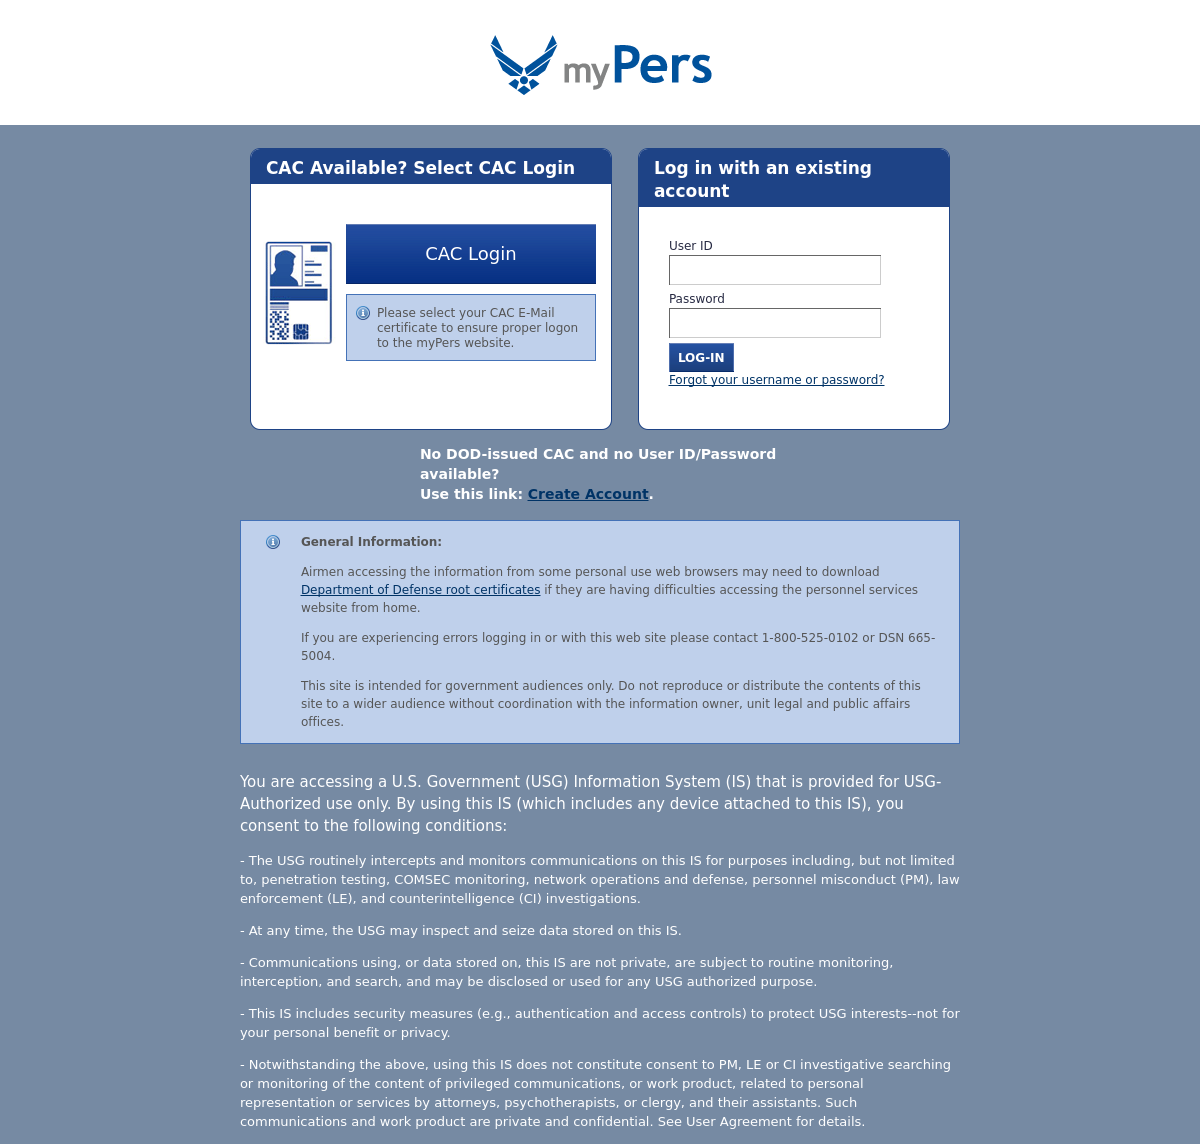 myPers
CAC Available? Select CAC Login
CAC Login
Please select your CAC E-Mail
certificate to ensure proper logon
to the myPers website.
Log in with an existing
account
User ID
Password
LOG-IN
Forgot your username or password?
No DOD-issued CAC and no User ID/Password
available?
Use this link: Create Account.
General Information:
Airmen accessing the information from some personal use web browsers may need to download
Department of Defense root certificates if they are having difficulties accessing the personnel services
website from home.
If you are experiencing errors logging in or with this web site please contact 1-800-525-0102 or DSN 665-
5004.
This site is intended for government audiences only. Do not reproduce or distribute the contents of this
site to a wider audience without coordination with the information owner, unit legal and public affairs
offices.
You are accessing a U.S. Government (USG) Information System (IS) that is provided for USG-
Authorized use only. By using this IS (which includes any device attached to this IS), you
consent to the following conditions:
- The USG routinely intercepts and monitors communications on this IS for purposes including, but not limited
to, penetration testing, COMSEC monitoring, network operations and defense, personnel misconduct (PM), law
enforcement (LE), and counterintelligence (CI) investigations.
- At any time, the USG may inspect and seize data stored on this IS.
- Communications using, or data stored on, this IS are not private, are subject to routine monitoring,
interception, and search, and may be disclosed or used for any USG authorized purpose.
- This IS includes security measures (e.g., authentication and access controls) to protect USG interests--not for
your personal benefit or privacy.
- Notwithstanding the above, using this IS does not constitute consent to PM, LE or CI investigative searching
or monitoring of the content of privileged communications, or work product, related to personal
representation or services by attorneys, psychotherapists, or clergy, and their assistants. Such
communications and work product are private and confidential. See User Agreement for details.